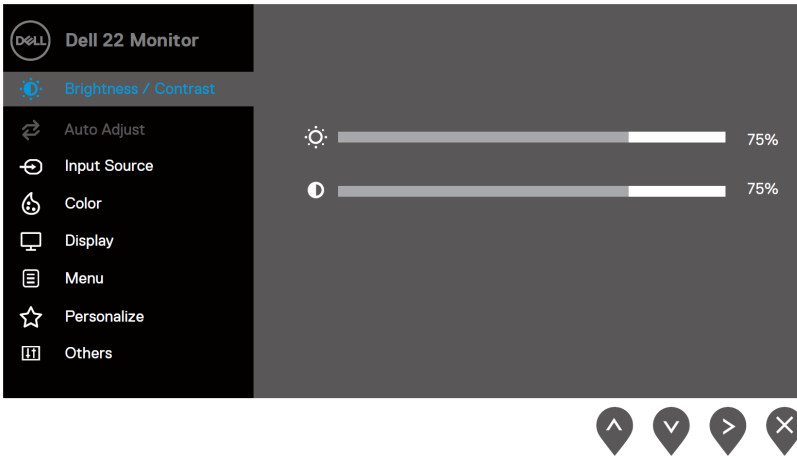 DELL
Dell 22 Monitor
Brightness / Contrast
Auto Adjust
75%
Input Source
75%
Color
Display
Menu
Personalize
Others